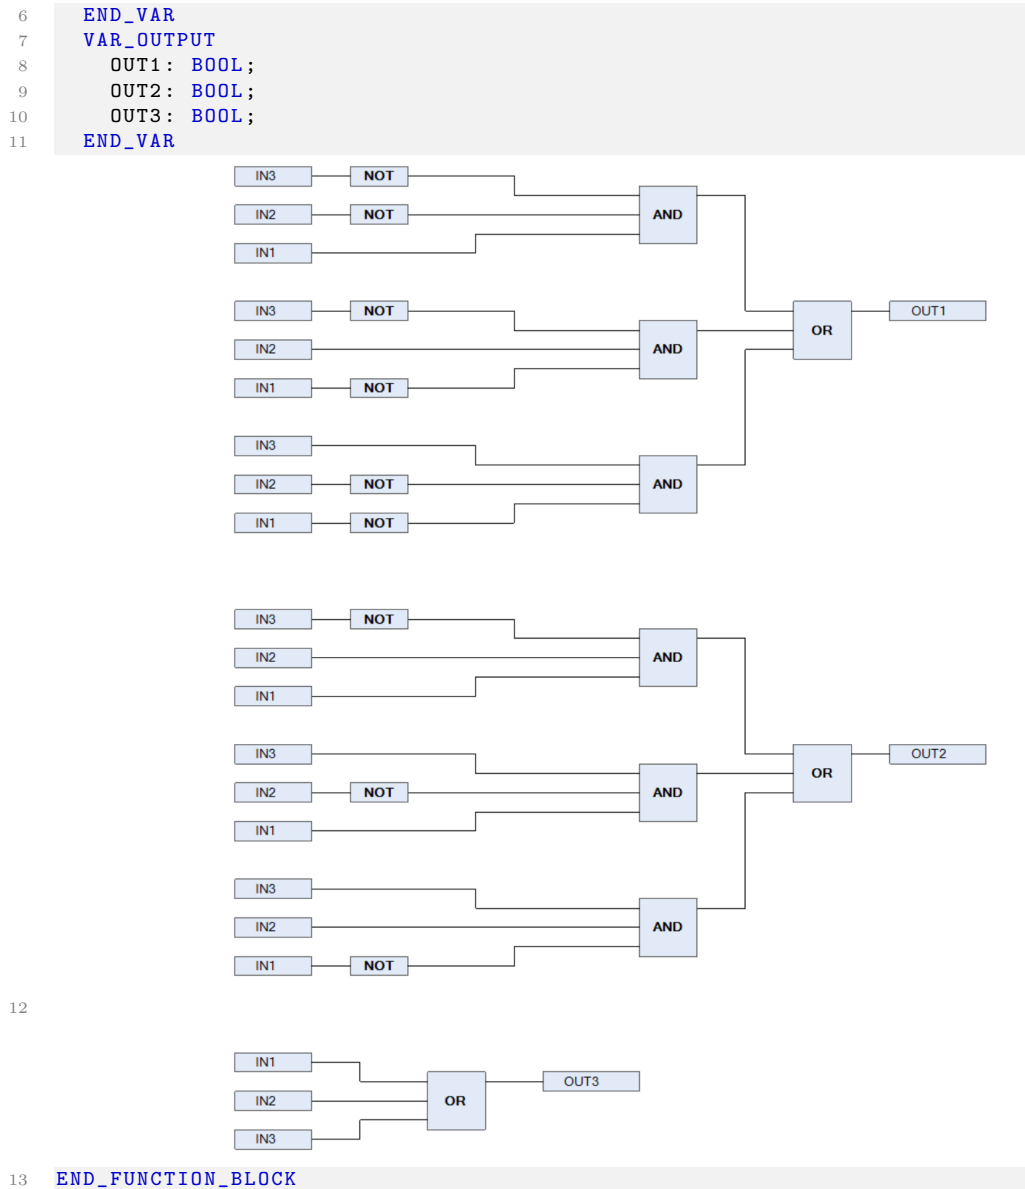 6 END_VAR
7 VAR_OUTPUT
8 OUT1: BOOL;
9 OUT2: BOOL;
10 OUT3: BOOL;
11 END_VAR
IN3 NOT
IN2 NOT AND
IN1
IN3 NOT OUT1
OR
IN2 AND
IN1 NOT
IN3
IN2 NOT AND
IN1 NOT
IN3 NOT
IN2 AND
IN1
IN3 OUT2
OR
IN2 NOT AND
IN1
IN3
IN2 AND
IN1 NOT
12
IN1
OUT3
IN2 OR
IN3
13 END_FUNCTION_BLOCK